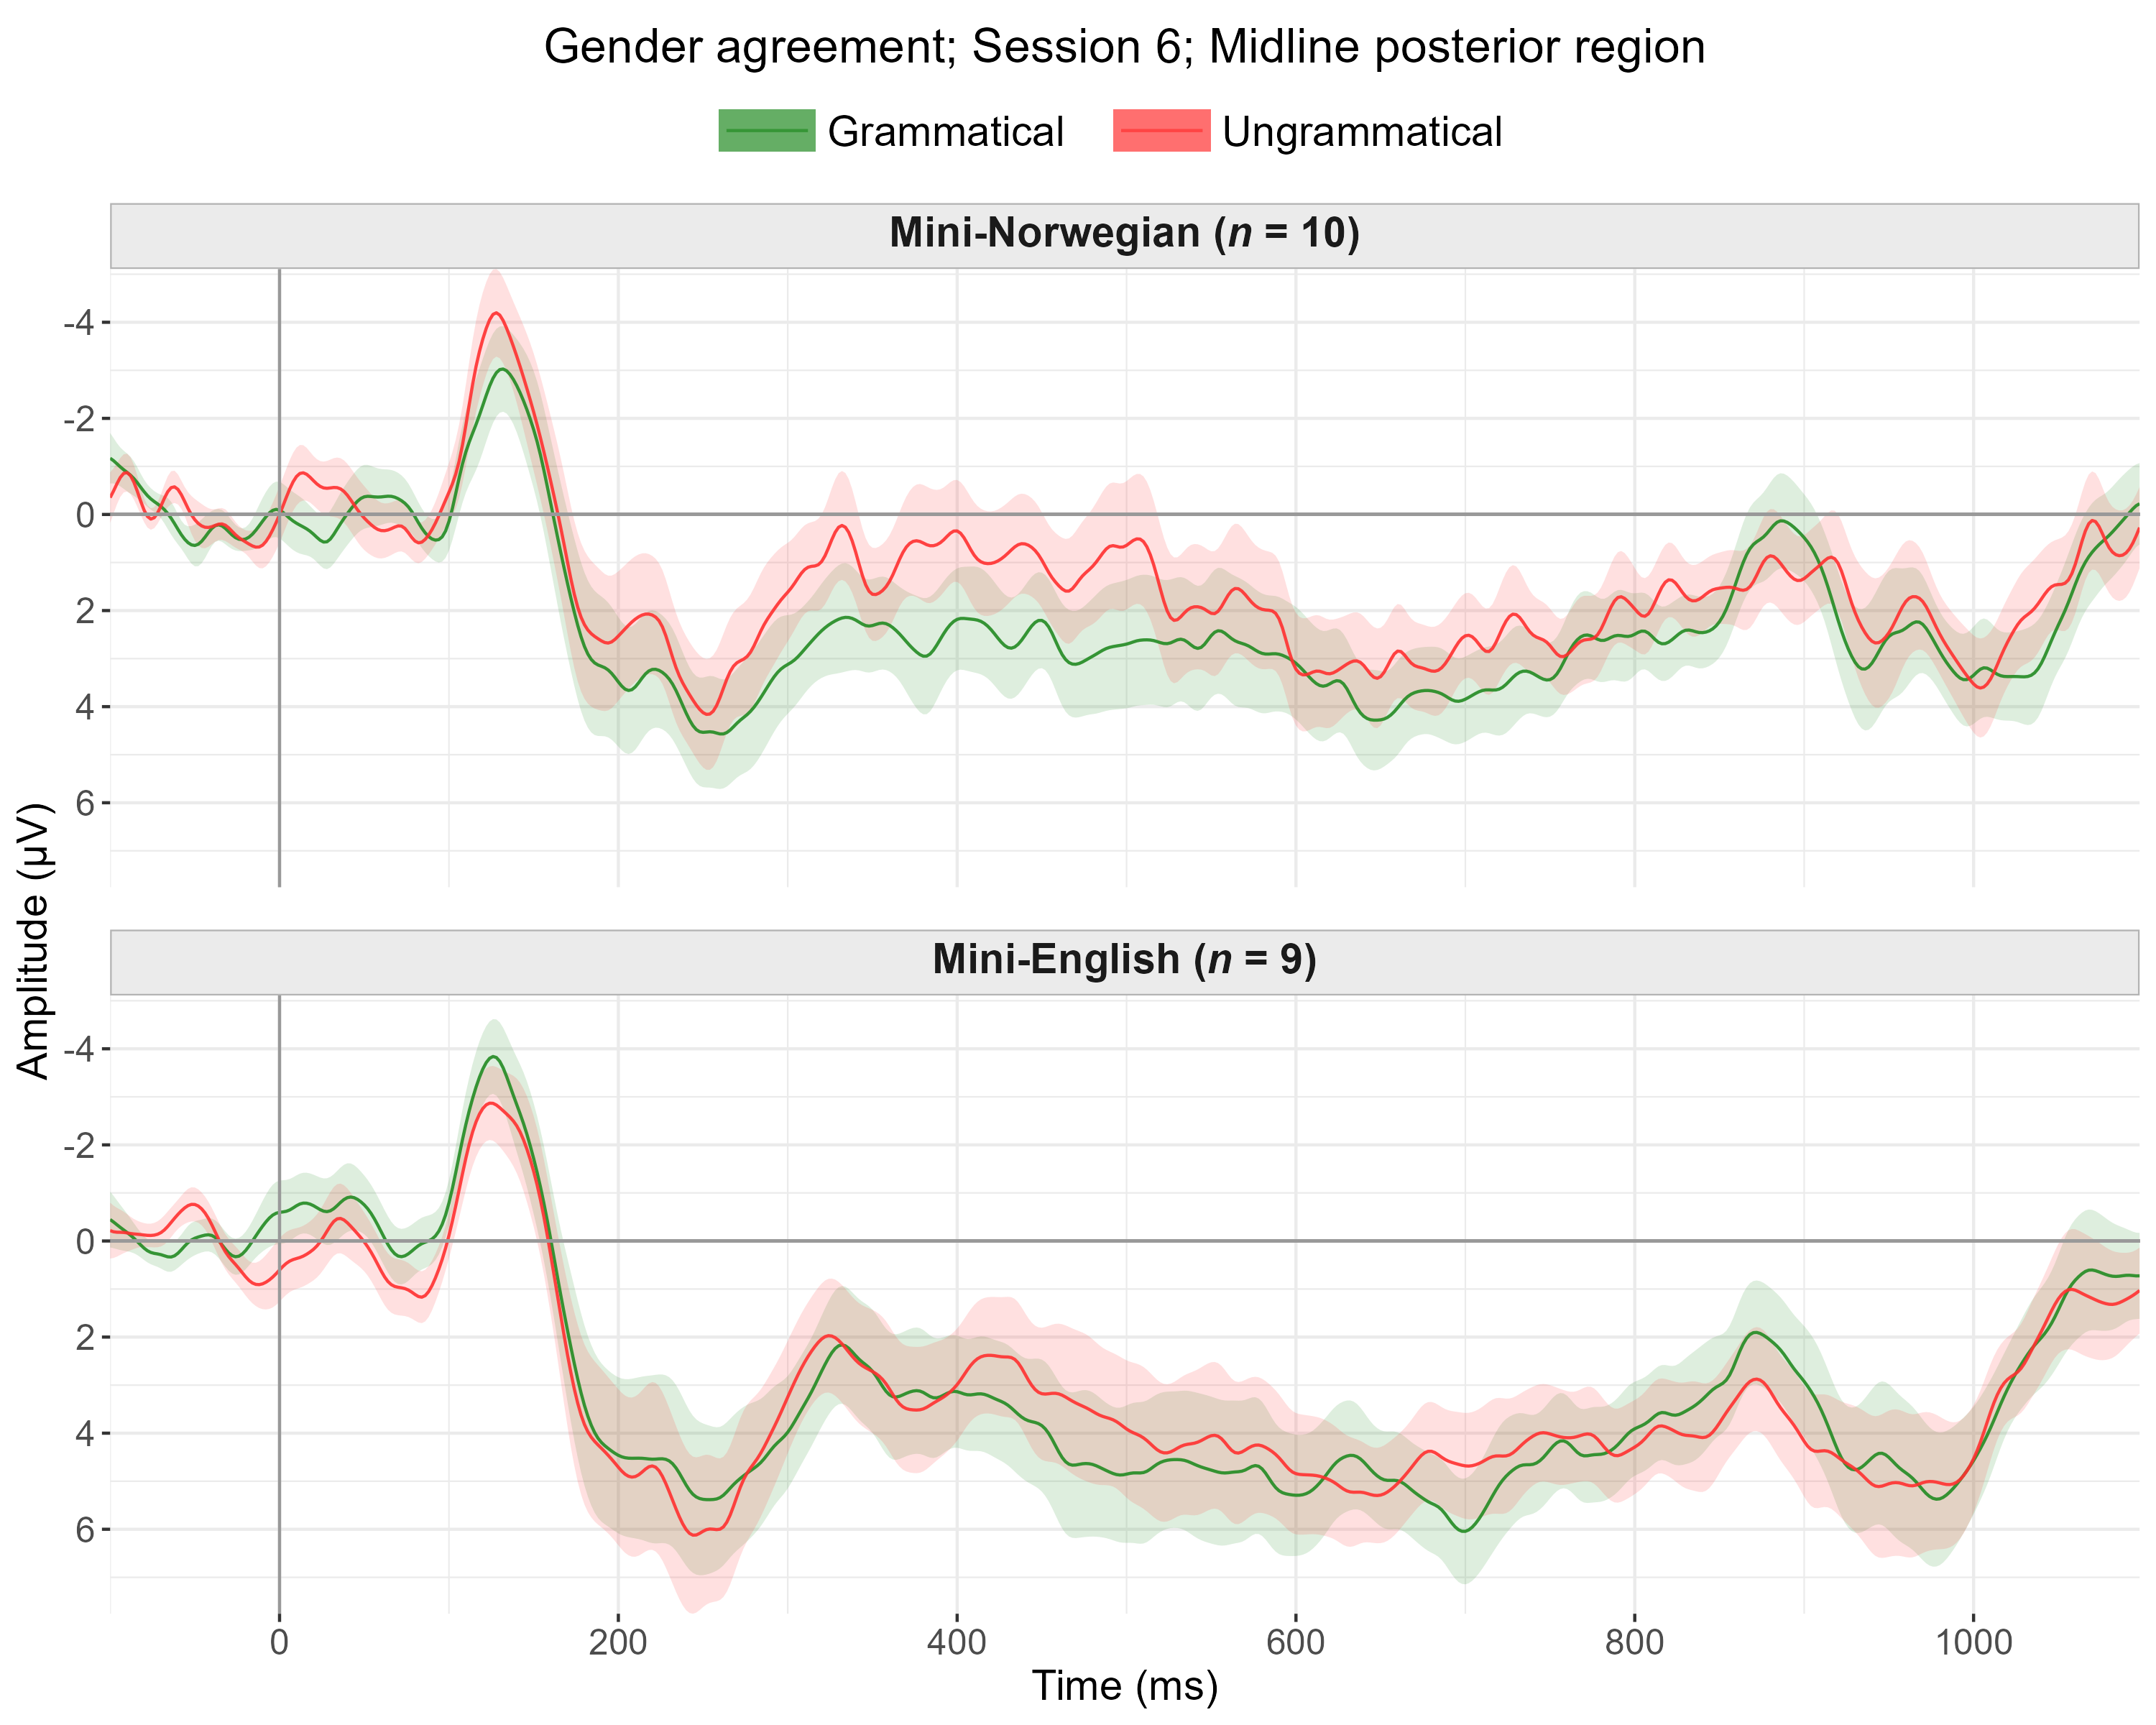 Gender agreement; Session 6; Midline posterior region
Grammatical Ungrammatical
Mini-Norwegian (n = 10)
-4
-2
0
2
4
6
Amplitude (µV)
Mini-English (n = 9)
-4
-2
0
2
4
6
0 200 400 600 800 1000
Time (ms)